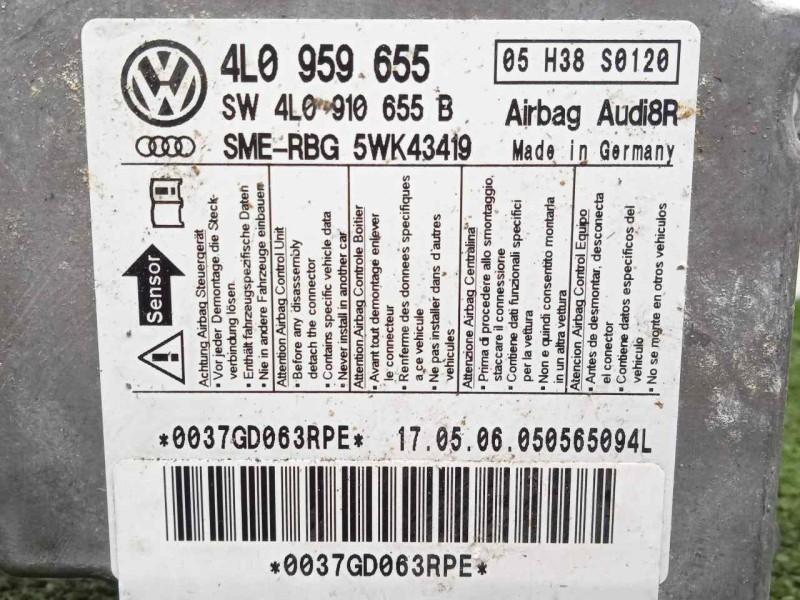 4L0 959 655
05 H38 S0120
SW 4L0 910 655 B
Airbag Audi8R
SME-RBG 5WK43419
Made in Germany
Sensor
Achtung Airbag Steuergerät
• Vor jeder Demontage die Steck-
verbindung lösen.
• Enthält fahrzeugspezifische Daten
• Nie in andere Fahrzeuge einbauen
Attention Airbag Control Unit
• Before any disassembly
detach the connector
• Contains specific vehicle data
• Never install in another car
Attention Airbag Controle Boitier
• Avant tout demontage enlever
le connecteur
• Renferme des donnees specifiques
a ce vehicule
• Ne pas installer dans d'autres
vehicules
Attenzione Airbag Centralina
• Prima di procedere allo smontaggio,
staccare il connessione
• Contiene dati funzionali specifici
per la vettura
• Non e quindi consentito montarla
in un altra vettura
Atencion Airbag Control Equipo
• Antes de desmontar, desconecta
el conector
• Contiene datos especificos del
vehiculo
• No se monte en otros vehiculos
*0037GD063RPE*
17.05.06.050565094L
*0037GD063RPE*